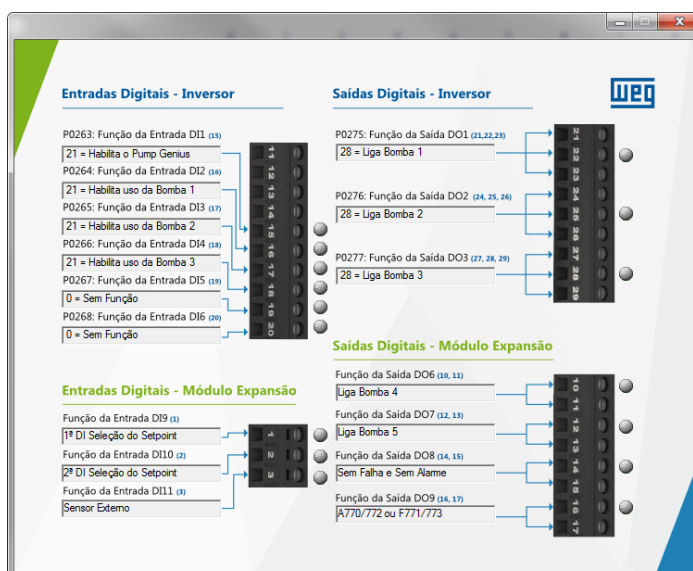 Entradas Digitais - Inversor
P0263: Função da Entrada DI1 (15)
21 = Habilita o Pump Genius
P0264: Função da Entrada DI2 (16)
21 = Habilita uso da Bomba 1
P0265: Função da Entrada DI3 (17)
21 = Habilita uso da Bomba 2
P0266: Função da Entrada DI4 (18)
21 = Habilita uso da Bomba 3
P0267: Função da Entrada DI5 (19)
0 = Sem Função
P0268: Função da Entrada DI6 (20)
0 = Sem Função
11
12
13
14
15
16
17
18
19
20
Entradas Digitais - Módulo Expansão
Função da Entrada DI9 (1)
1ª DI Seleção do Setpoint
Função da Entrada DI10 (2)
2ª DI Seleção do Setpoint
Função da Entrada DI11 (3)
Sensor Externo
1
2
3
Saídas Digitais - Inversor
weg
P0275: Função da Saída DO1 (21,22,23)
28 = Liga Bomba 1
P0276: Função da Saída DO2 (24, 25, 26)
28 = Liga Bomba 2
P0277: Função da Saída DO3 (27, 28, 29)
28 = Liga Bomba 3
21
22
23
24
25
26
27
28
29
Saídas Digitais - Módulo Expansão
Função da Saída DO6 (10, 11)
Liga Bomba 4
Função da Saída DO7 (12, 13)
Liga Bomba 5
Função da Saída DO8 (14, 15)
Sem Falha e Sem Alarme
Função da Saída DO9 (16, 17)
A770/772 ou F771/773
10
11
12
13
14
15
16
17